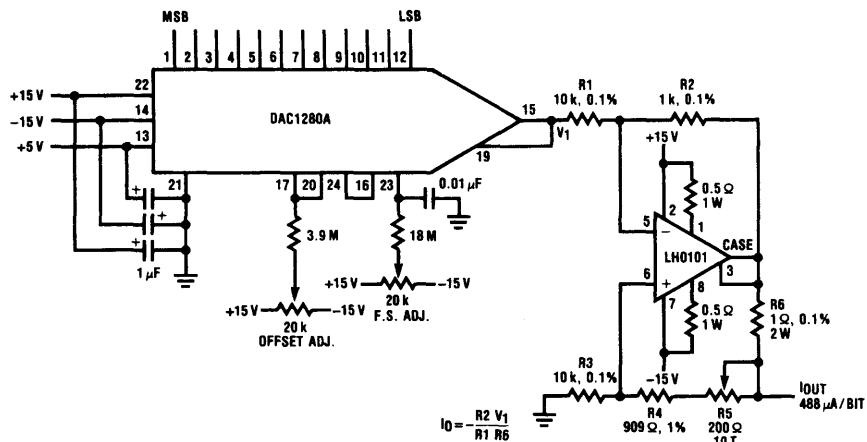 MSB LSB
1 2 3 4 5 6 7 8 9 10 11 12
+15 V 22
-15 V 14
+5 V 13
DAC1280A
15
19
V1
R1
10 k, 0.1%
R2
1 k, 0.1%
21 17 20 24 16 23
0.01 μF
+ + +
1 μF
3.9 M
18 M
+15 V -15 V
20 k
F.S. ADJ.
+15 V -15 V
20 k
OFFSET ADJ.
+15 V
2
0.5 Ω
1 W
1
5 −
LH0101
CASE
3
6 +
8
7
0.5 Ω
1 W
-15 V
R6
1 Ω, 0.1%
2 W
R3
10 k, 0.1%
R4
909 Ω, 1%
R5
200 Ω
10 T
IOUT
488 μA/BIT
IO = − R2 V1
R1 R6